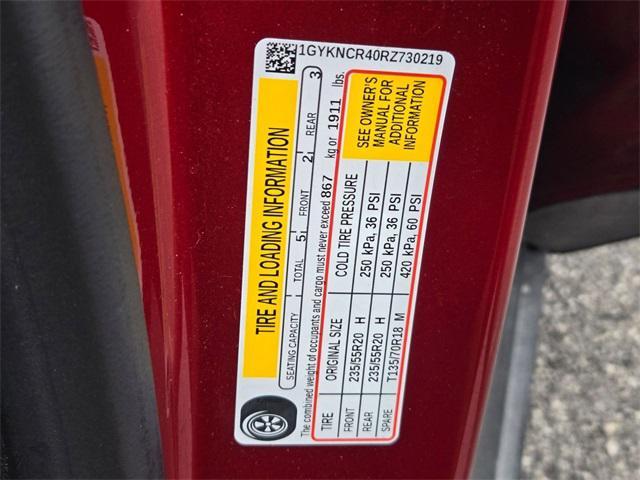 1GYKNCR40RZ730219
TIRE AND LOADING INFORMATION
SEATING CAPACITY TOTAL 5 FRONT 2 REAR 3
The combined weight of occupants and cargo must never exceed 867 kg or 1911 lbs.
TIRE ORIGINAL SIZE COLD TIRE PRESSURE
FRONT 235/55R20 H 250 kPa, 36 PSI
REAR 235/55R20 H 250 kPa, 36 PSI
SPARE T135/70R18 M 420 kPa, 60 PSI
SEE OWNER'S
MANUAL FOR
ADDITIONAL
INFORMATION